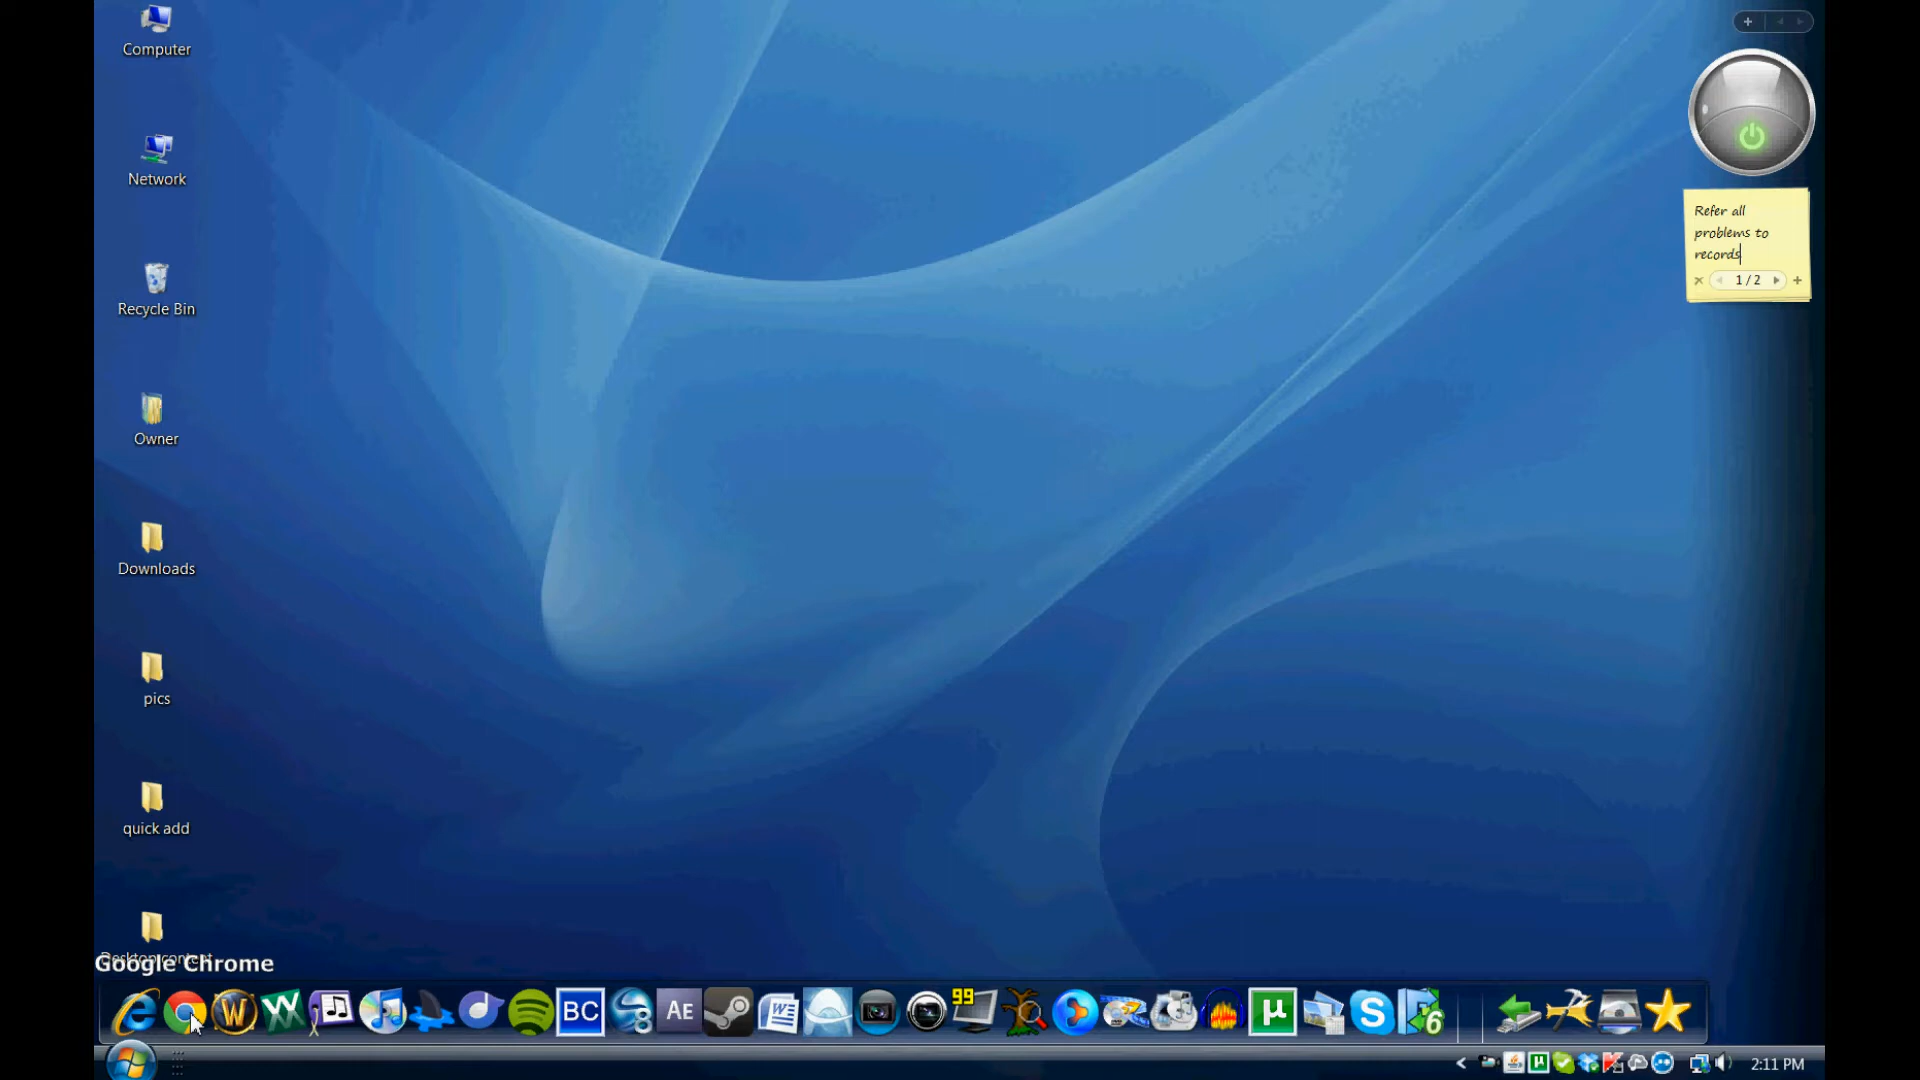 Computer
Network
Recycle Bin
Owner
Downloads
pics
quick add
Google Chrome
Refer all
problems to
records
1 / 2
W
BC
8
AE
W
99
µ
S
6
µ
2:11 PM